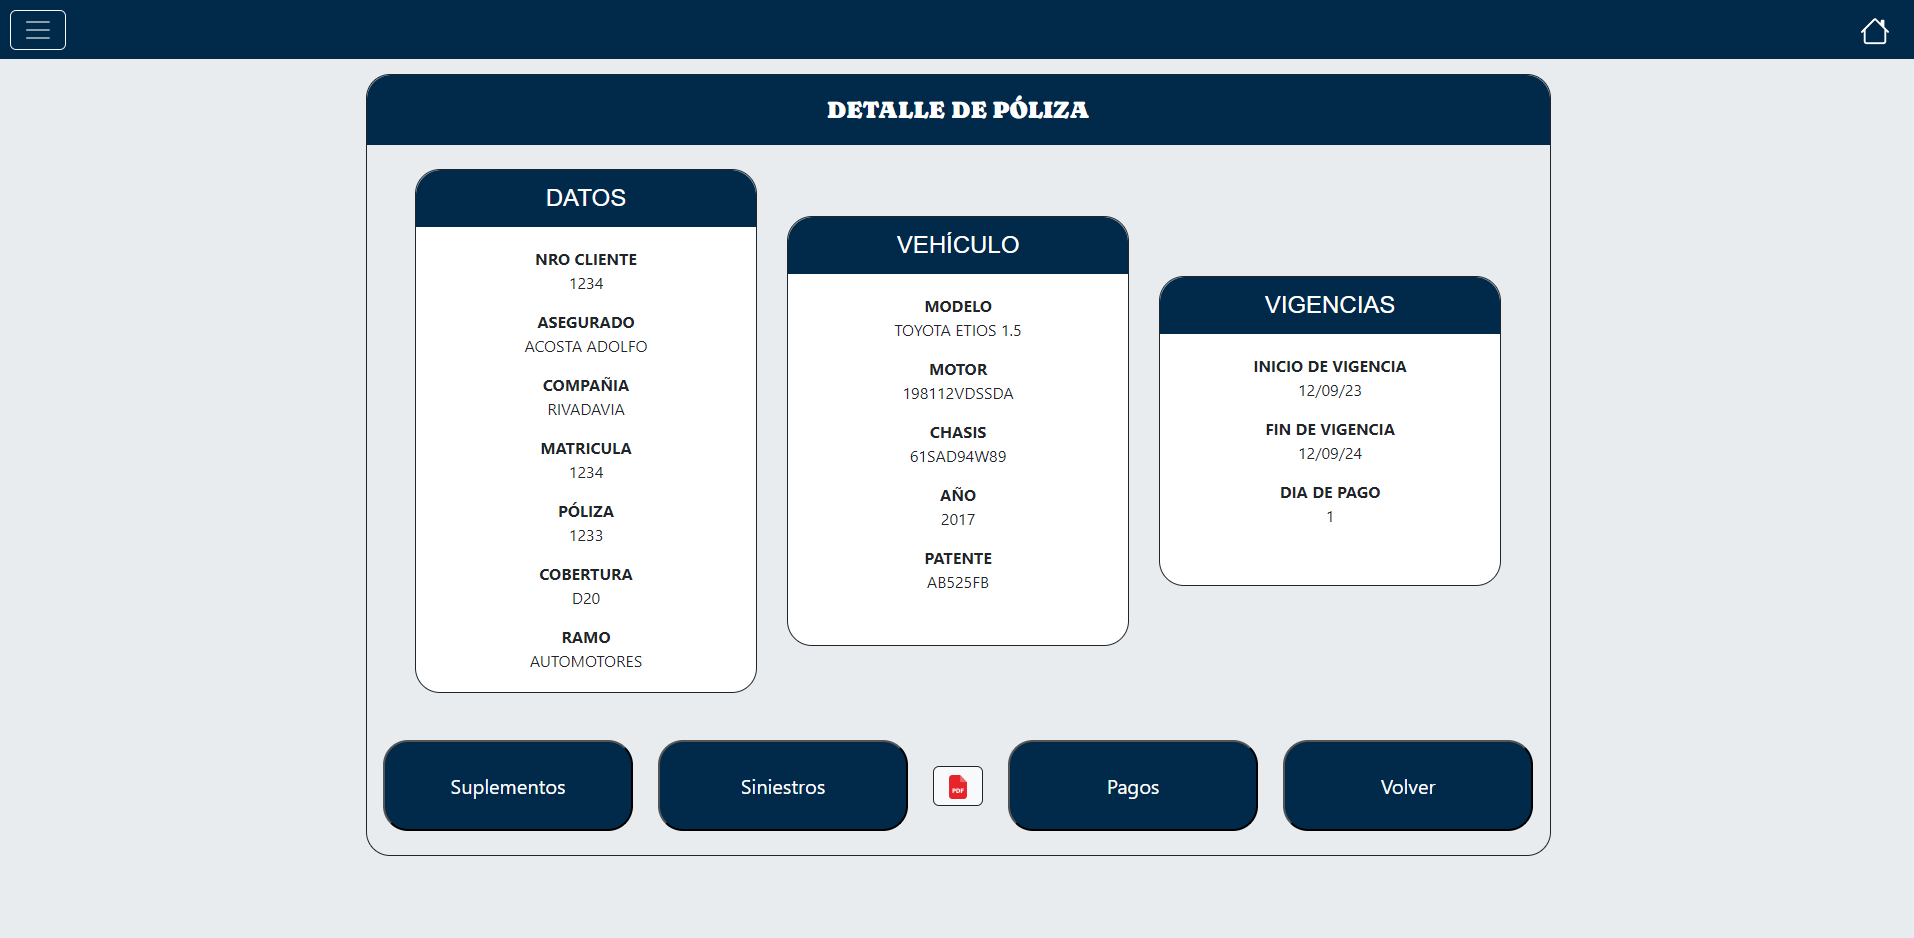 DETALLE DE PÓLIZA
DATOS
NRO CLIENTE
1234
ASEGURADO
ACOSTA ADOLFO
COMPAÑIA
RIVADAVIA
MATRICULA
1234
PÓLIZA
1233
COBERTURA
D20
RAMO
AUTOMOTORES
VEHÍCULO
MODELO
TOYOTA ETIOS 1.5
MOTOR
198112VDSSDA
CHASIS
61SAD94W89
AÑO
2017
PATENTE
AB525FB
VIGENCIAS
INICIO DE VIGENCIA
12/09/23
FIN DE VIGENCIA
12/09/24
DIA DE PAGO
1
Suplementos
Siniestros
PDF
Pagos
Volver